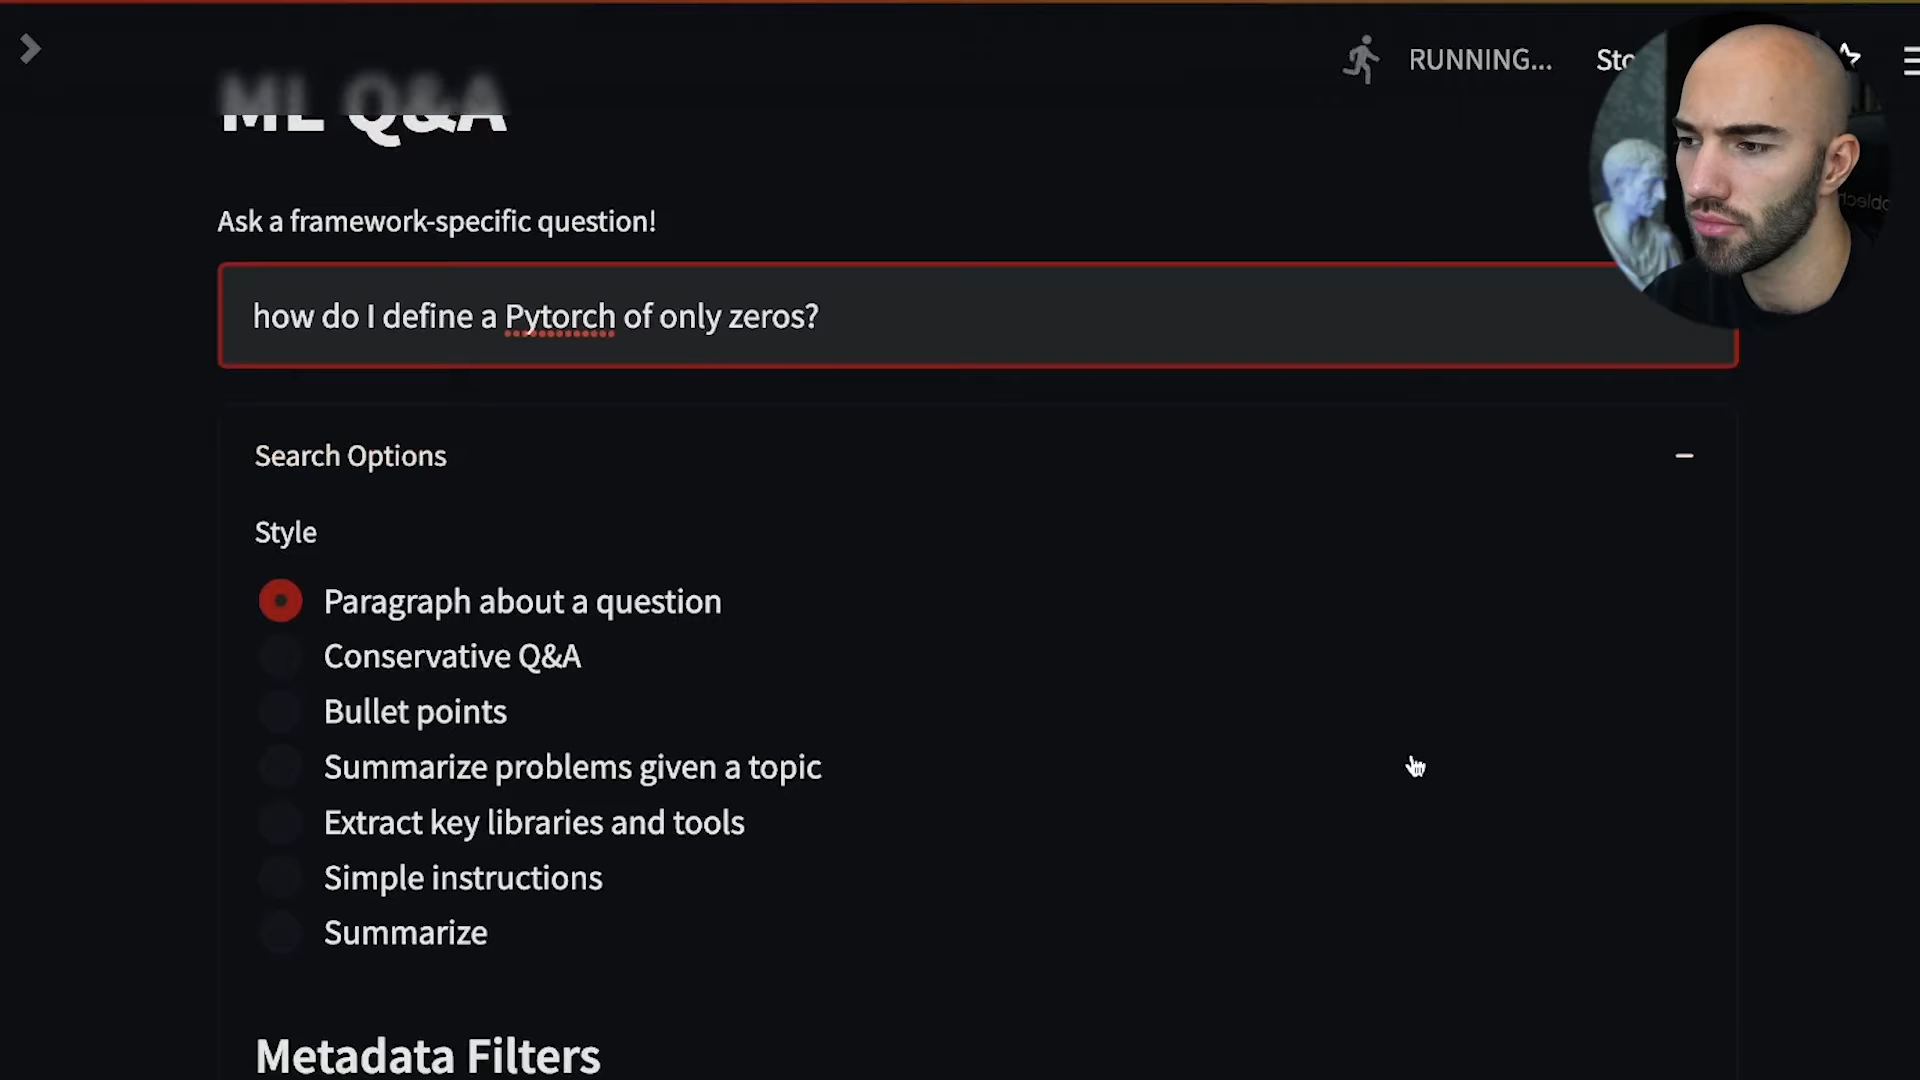 ML Q&A
RUNNING...
Ask a framework-specific question!
how do I define a Pytorch of only zeros?
Search Options
Style
Paragraph about a question
Conservative Q&A
Bullet points
Summarize problems given a topic
Extract key libraries and tools
Simple instructions
Summarize
Metadata Filters